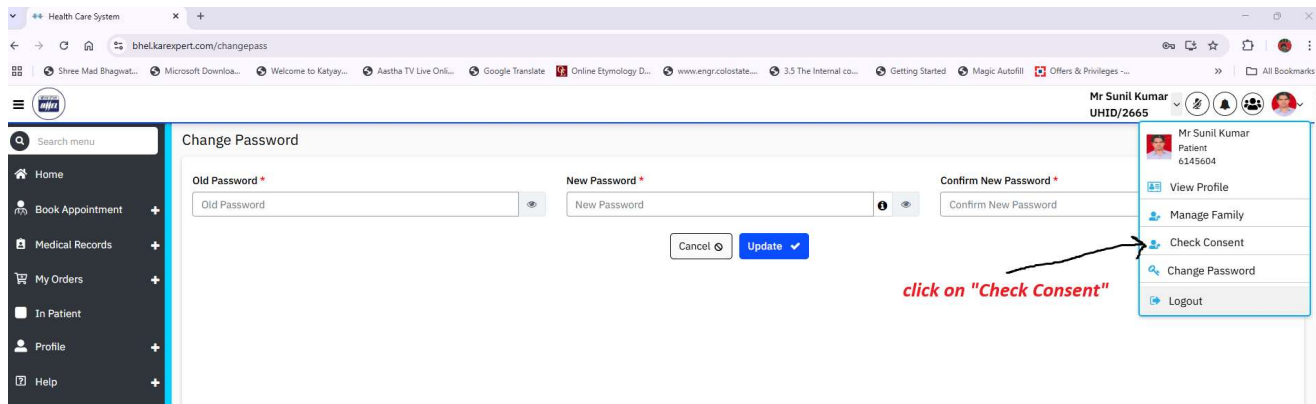 Health Care System
bhel.karexpert.com/changepass
Shree Mad Bhagwat... Microsoft Downloa... Welcome to Katyay... Aastha TV Live Onli... Google Translate Online Etymology D... www.engr.colostate.... 3.5 The Internal co... Getting Started Magic Autofill Offers & Privileges -... » All Bookmarks
Mr Sunil Kumar
UHID/2665
Search menu
Home
Book Appointment +
Medical Records +
My Orders +
In Patient
Profile +
Help +
Change Password
Old Password * New Password * Confirm New Password *
Old Password New Password Confirm New Password
Cancel Update
click on "Check Consent"
Mr Sunil Kumar
Patient
6145604
View Profile
Manage Family
Check Consent
Change Password
Logout